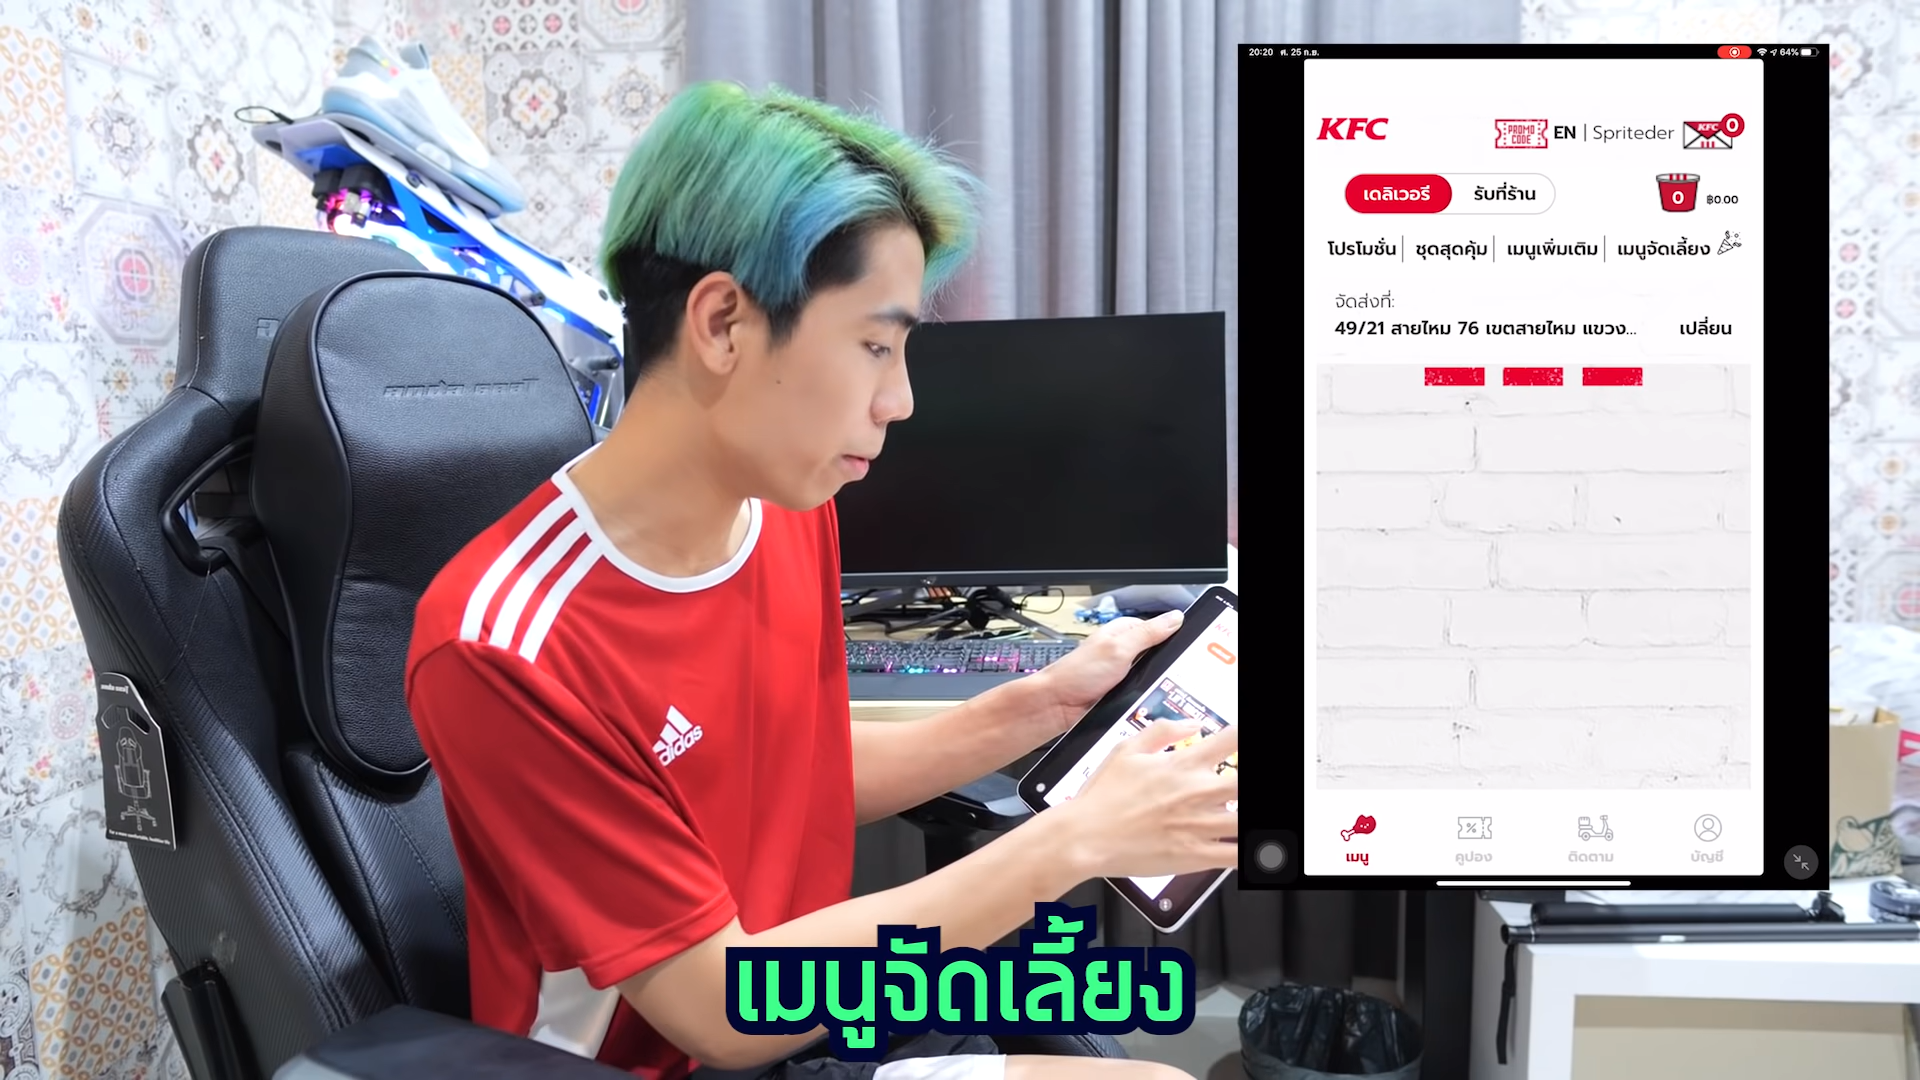 20:20 ศ. 25 ก.ย.
64%
KFC
PROMO CODE
EN | Spriteder
KFC
0
เดลิเวอรี
รับที่ร้าน
0
฿0.00
โปรโมชั่น
ชุดสุดคุ้ม
เมนูเพิ่มเติม
เมนูจัดเลี้ยง
จัดส่งที่:
49/21 สายไหม 76 เขตสายไหม แขวง...
เปลี่ยน
เมนู
คูปอง
ติดตาม
บัญชี
adidas
เมนูจัดเลี้ยง